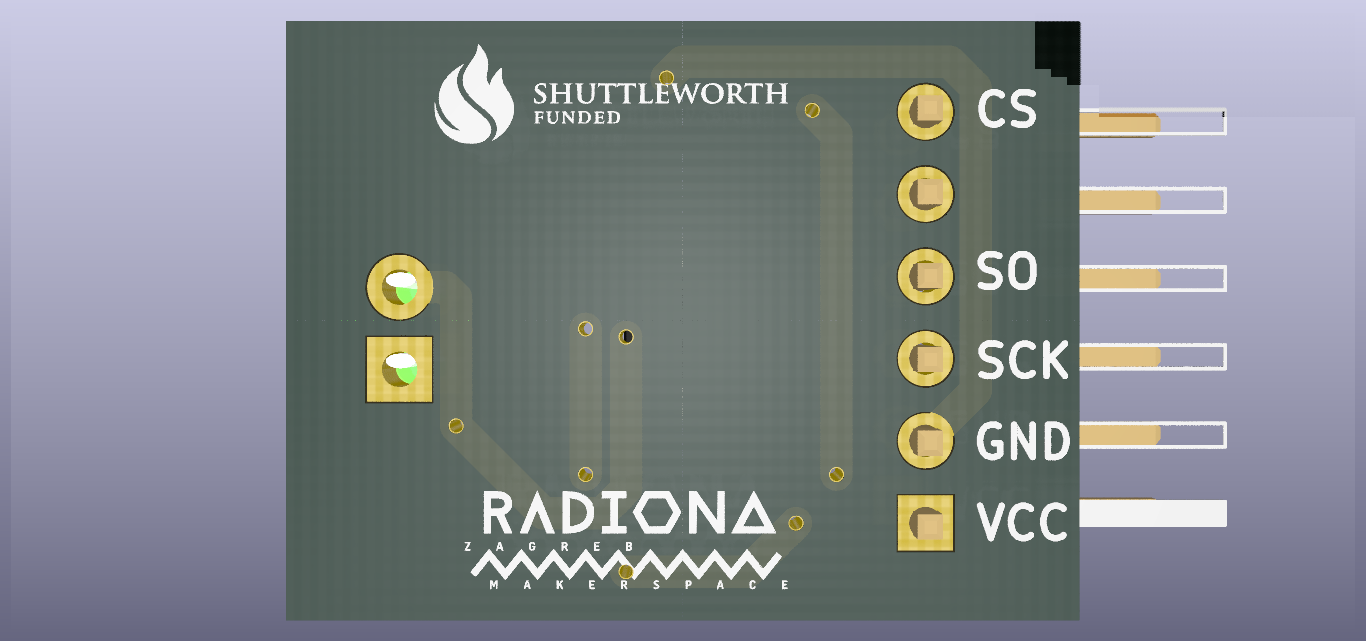 SHUTTLEWORTH
FUNDED
CS
SO
SCK
GND
VCC
RADIONA
ZAGREB
MAKERSPACE